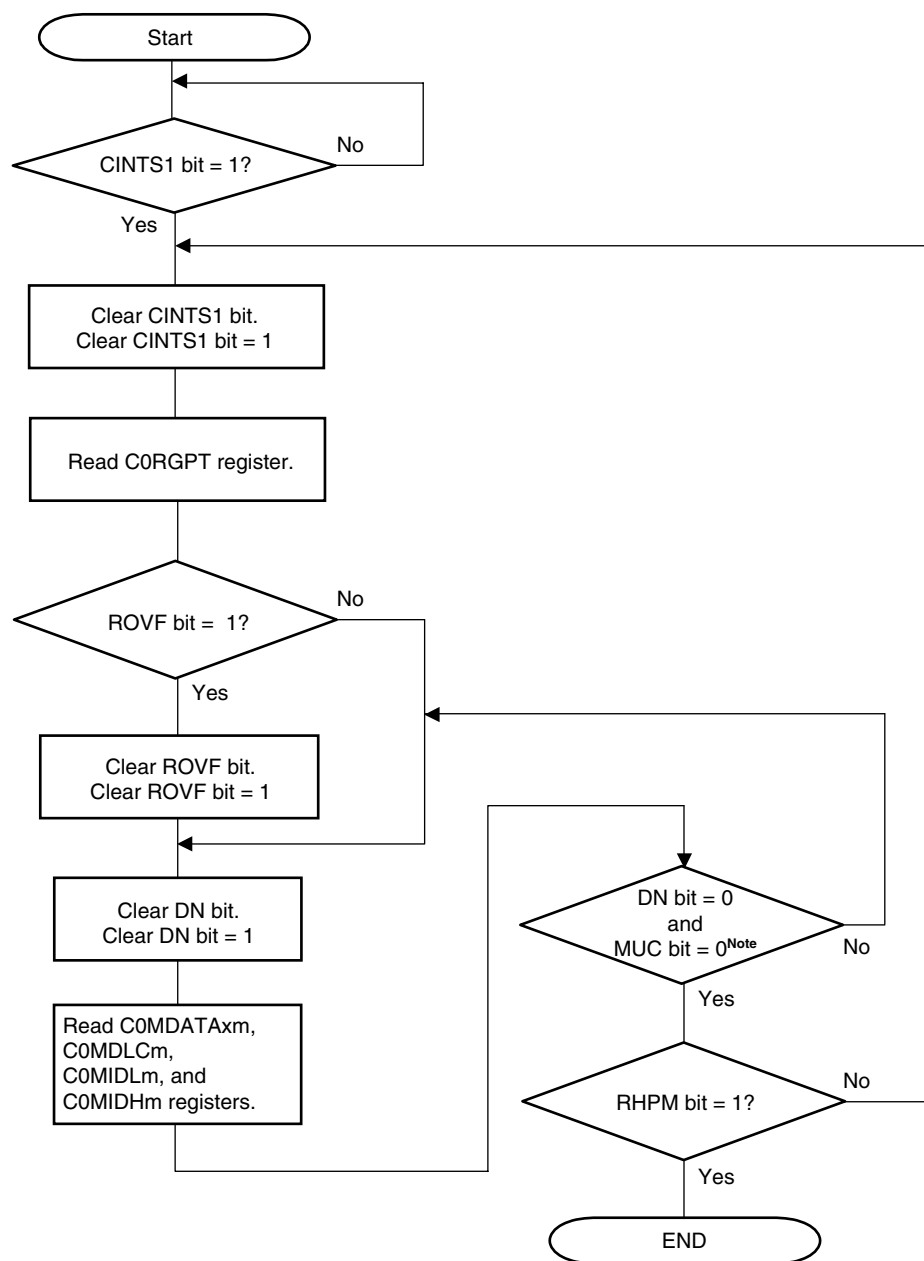 Start
CINTS1 bit = 1?
No
Yes
Clear CINTS1 bit.
Clear CINTS1 bit = 1
Read C0RGPT register.
ROVF bit = 1?
No
Yes
Clear ROVF bit.
Clear ROVF bit = 1
Clear DN bit.
Clear DN bit = 1
Read C0MDATAxm,
C0MDLCm,
C0MIDLm, and
C0MIDHm registers.
DN bit = 0
and
MUC bit = 0Note
No
Yes
RHPM bit = 1?
No
Yes
END